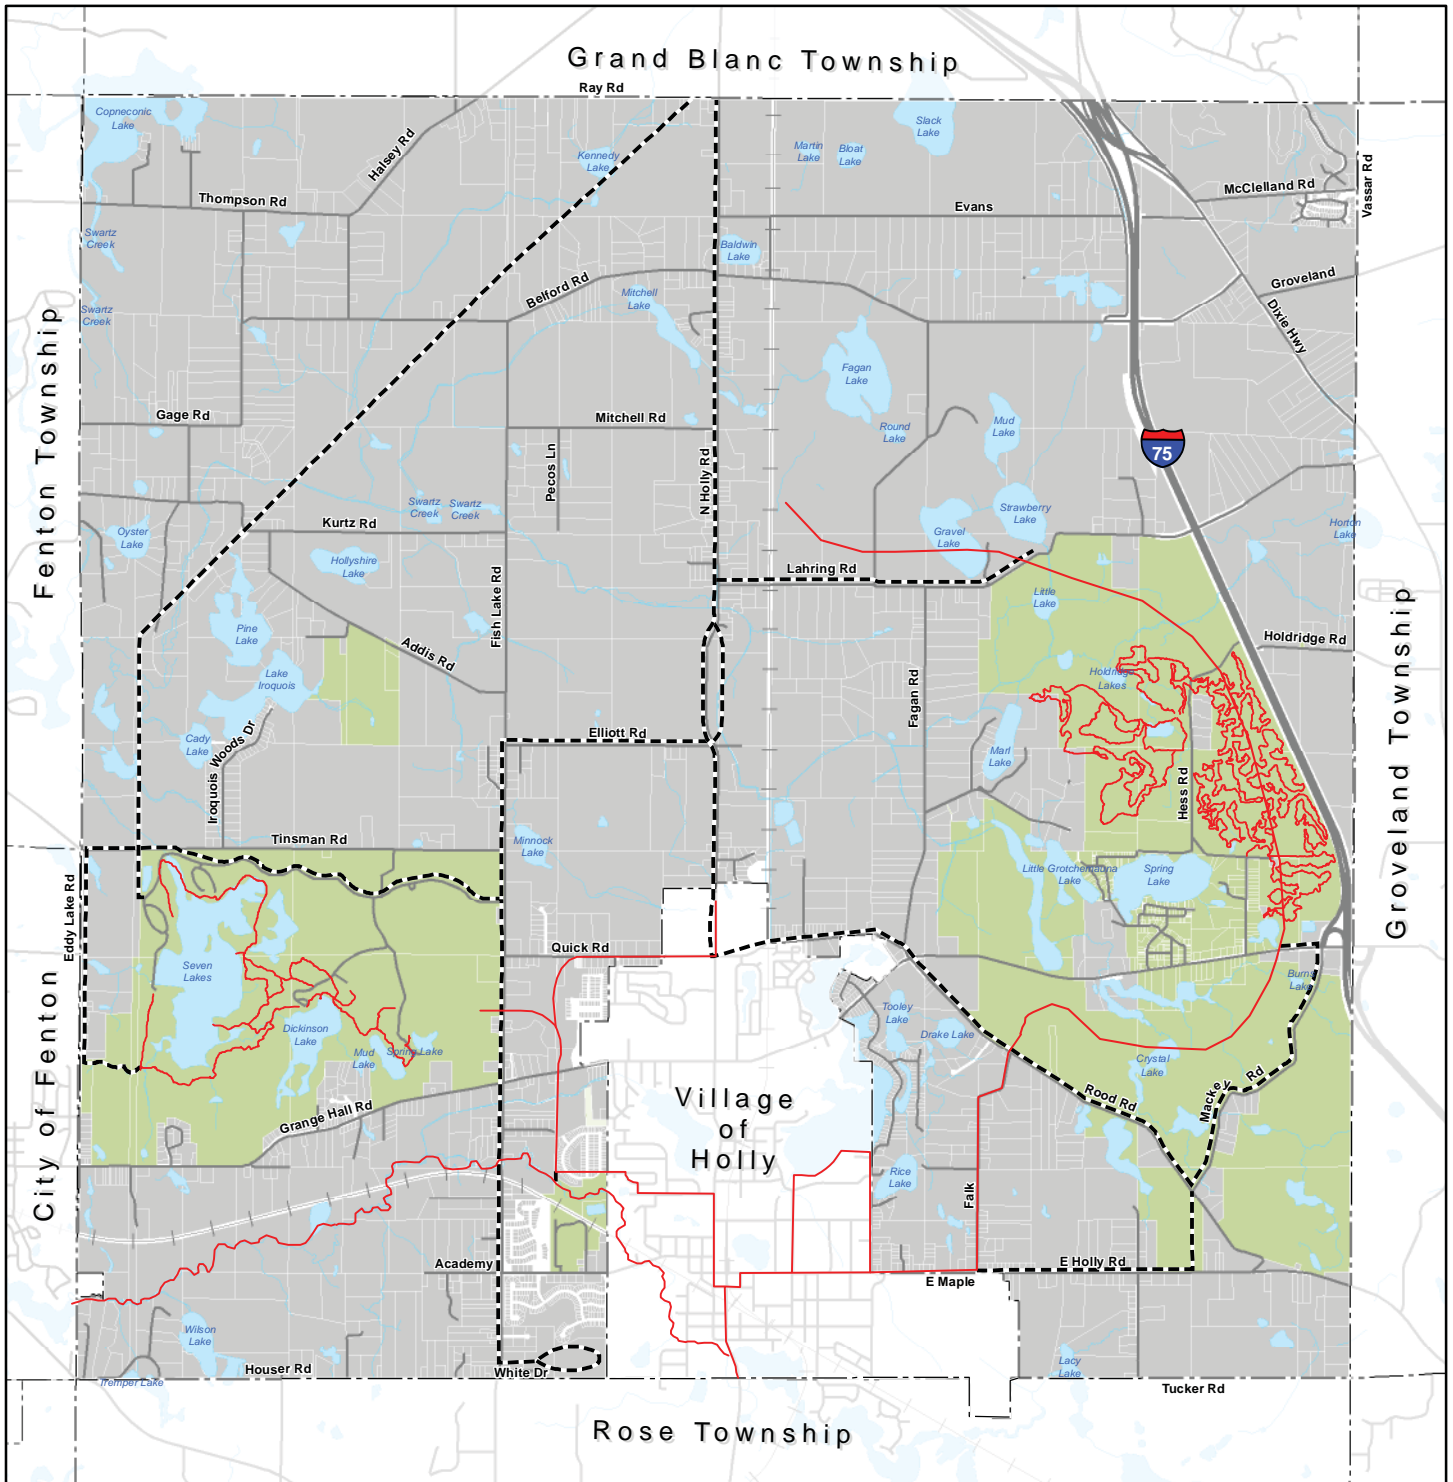 Grand Blanc Township
Ray Rd
Copneconic
Lake
Halsey Rd
Kennedy
Lake
Martin
Lake
Bloat
Lake
Slack
Lake
McClelland Rd
Vassar Rd
Thompson Rd
Evans
Swartz
Creek
Baldwin
Lake
Belford Rd
Mitchell
Lake
Groveland
Dixie Hwy
Swartz
Creek
Fenton Township
Fagan
Lake
Gage Rd
Mitchell Rd
Round
Lake
Mud
Lake
75
Pecos Ln
N Holly Rd
Swartz
Creek
Swartz
Creek
Kurtz Rd
Oyster
Lake
Hollyshire
Lake
Gravel
Lake
Strawberry
Lake
Horton
Lake
Lahring Rd
Fish Lake Rd
Little
Lake
Pine
Lake
Addis Rd
Holdridge Rd
Groveland Township
Lake
Iroquois
Holdridge
Lakes
Fagan Rd
Cady
Lake
Iroquois Woods Dr
Elliott Rd
Marl
Lake
Hess Rd
Tinsman Rd
Minnock
Lake
Little Grotchemauna
Lake
Spring
Lake
Eddy Lake Rd
Quick Rd
Seven
Lakes
Burns
Lake
City of Fenton
Dickinson
Lake
Mud
Lake
Spring Lake
Tooley
Lake
Drake Lake
Crystal
Lake
Village
of
Holly
Grange Hall Rd
Rood Rd
Mackey Rd
Rice
Lake
Falk
Academy
E Holly Rd
E Maple
Wilson
Lake
Houser Rd
White Dr
Lacy
Lake
Tremper Lake
Tucker Rd
Rose Township